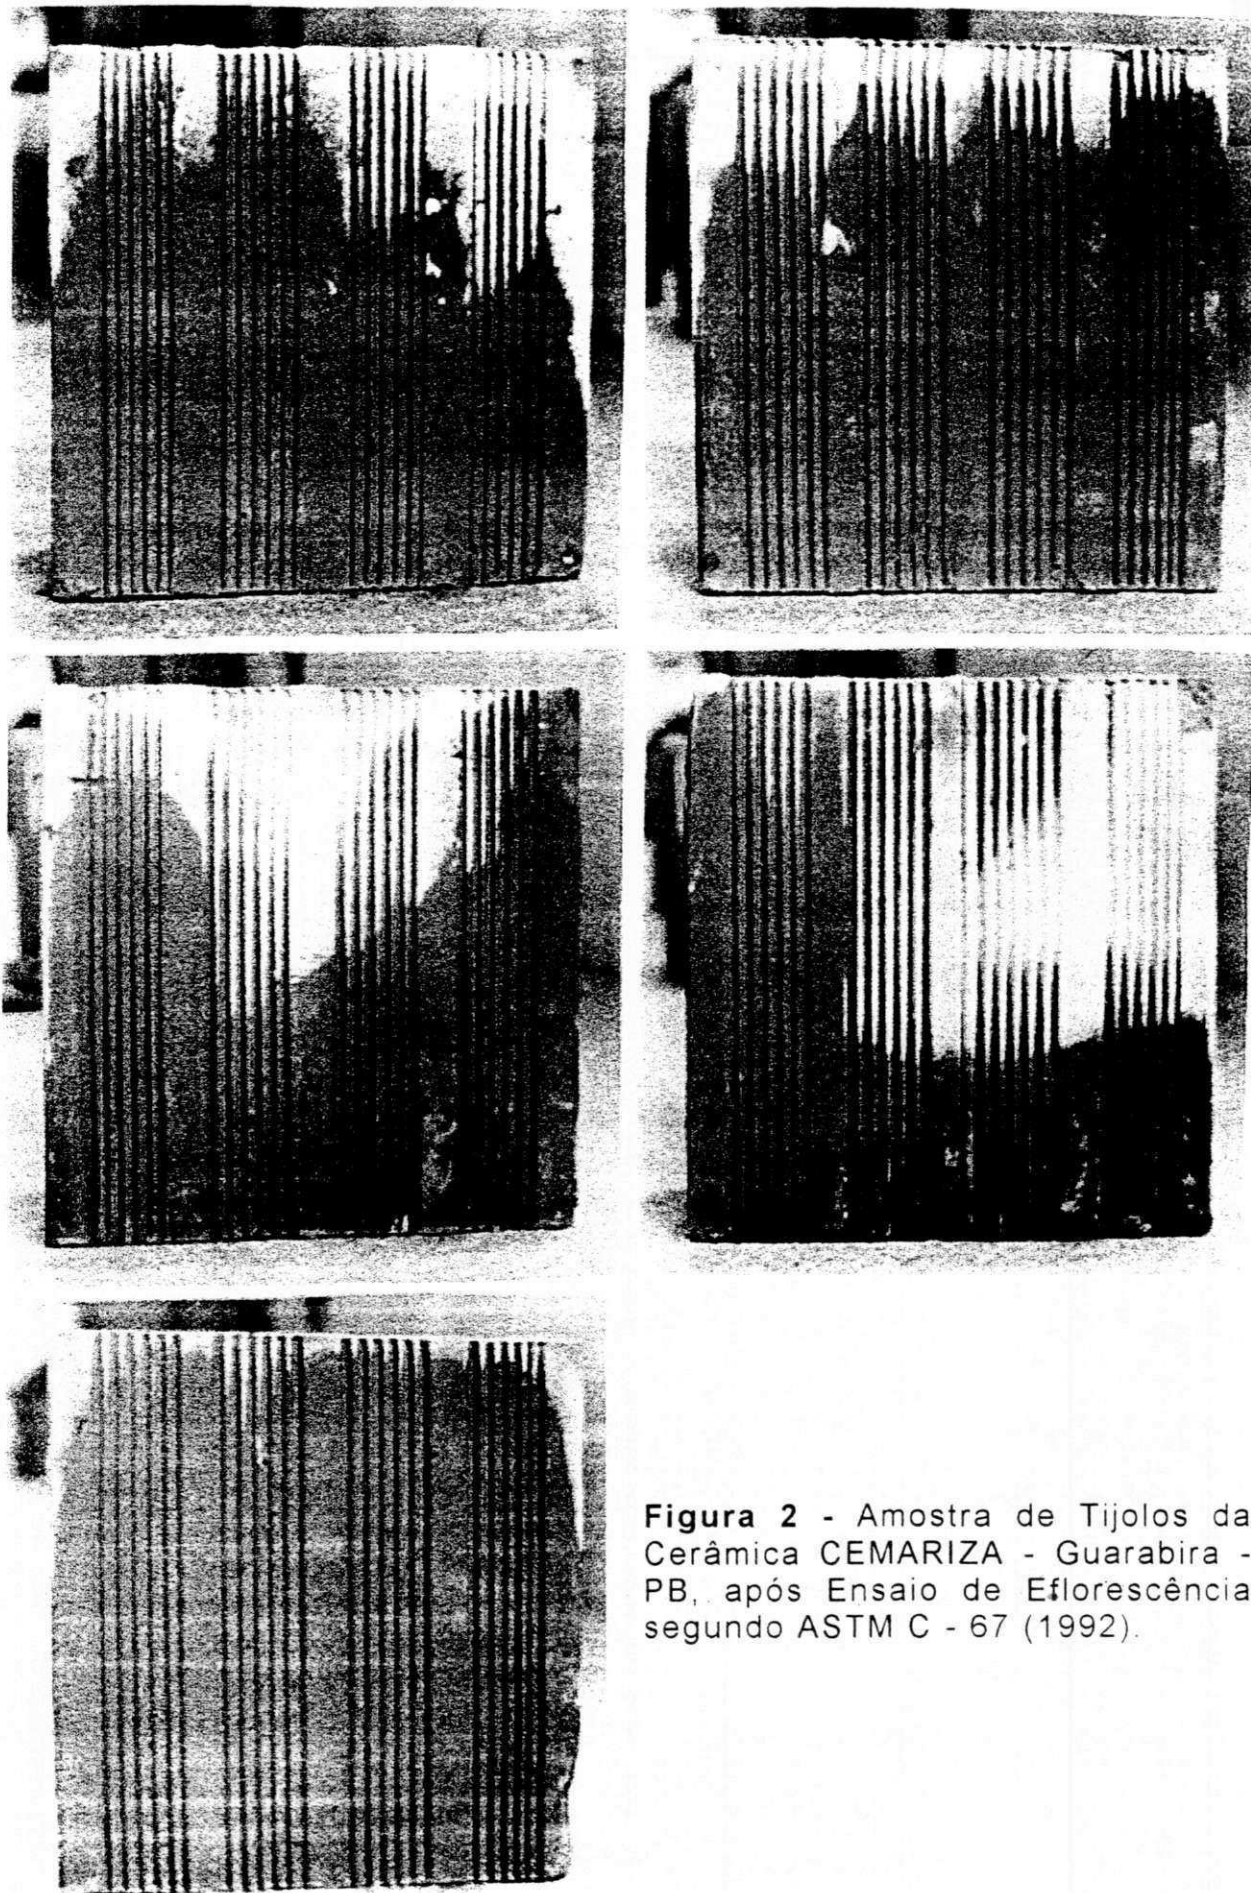 Figura 2 - Amostra de Tijolos da
Cerâmica CEMARIZA - Guarabira -
PB, após Ensaio de Eflorescência
segundo ASTM C - 67 (1992).